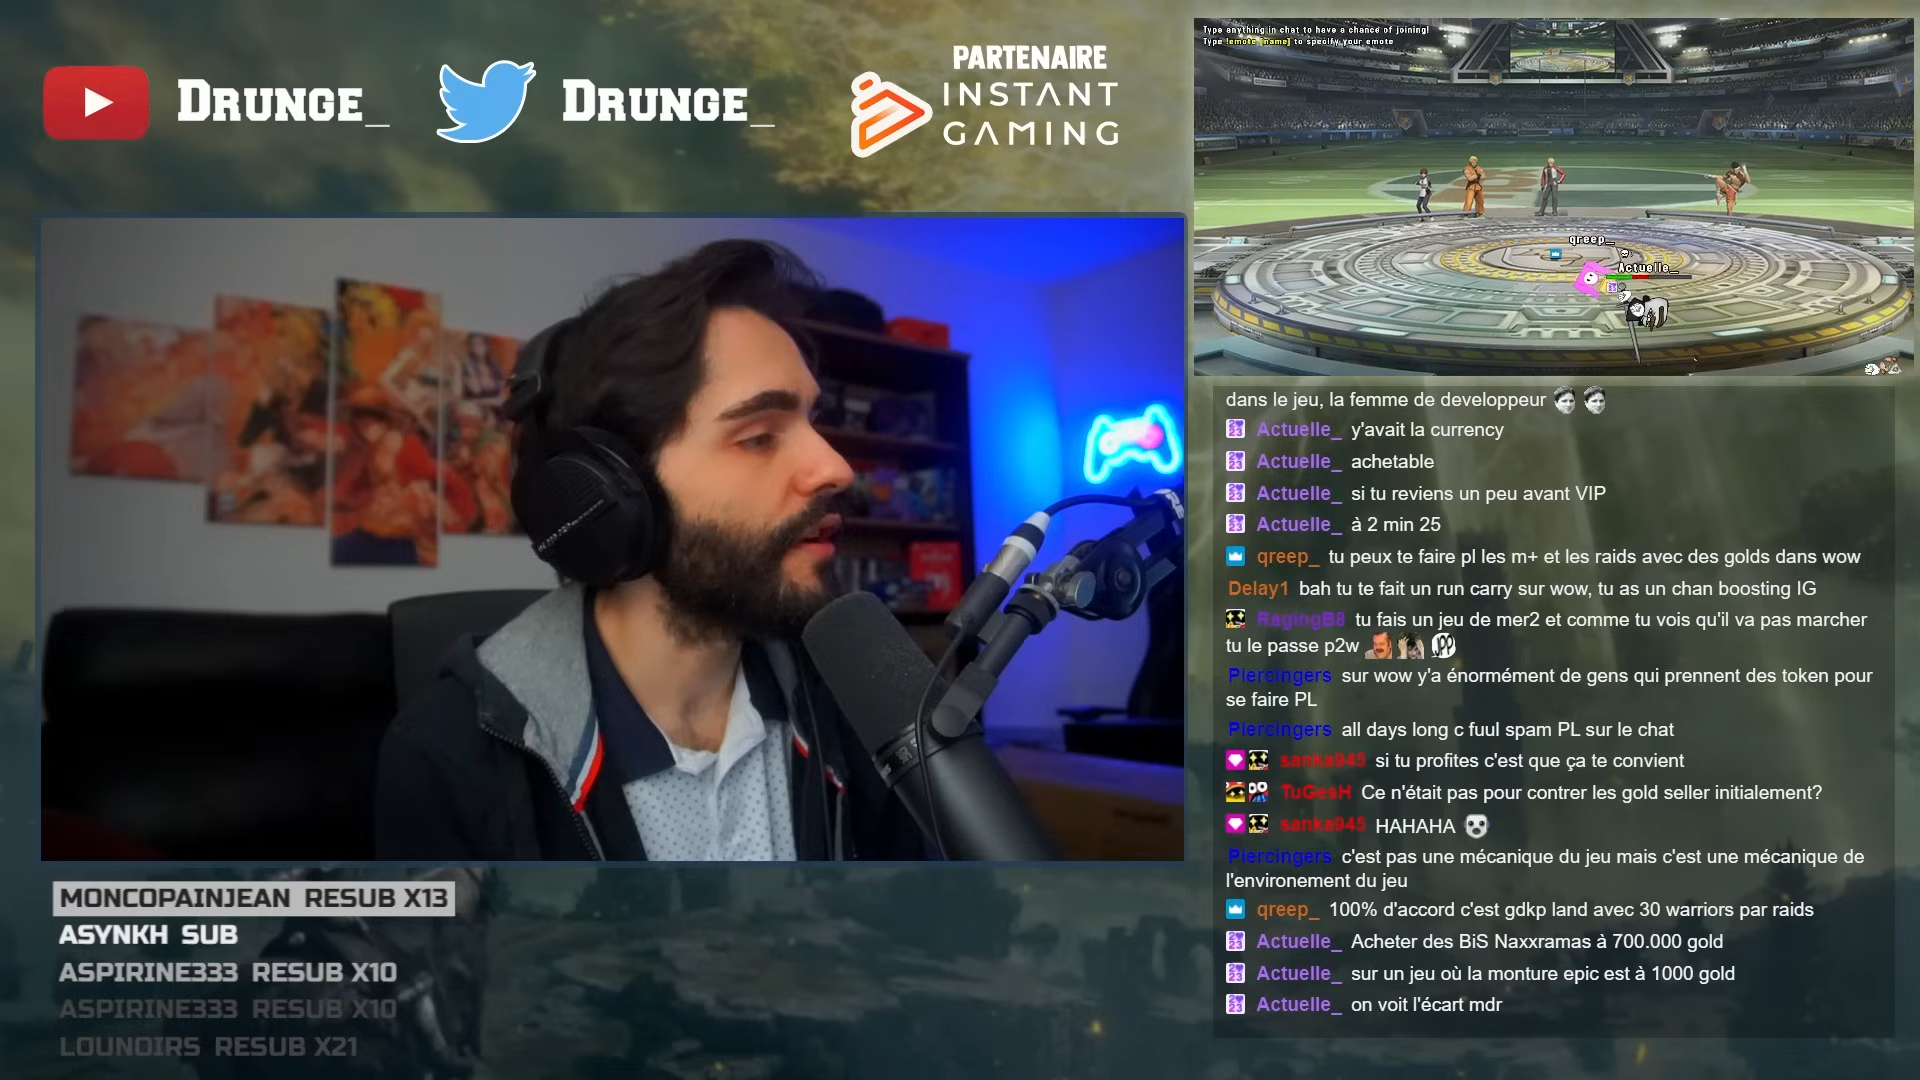 DRUNGE_
DRUNGE_
PARTENAIRE
INSTANT
GAMING
Type anything in chat to have a chance of joining!
Type !emote [name] to specify your emote
qreep_
Actuelle_
dans le jeu, la femme de developpeur
Actuelle_ y'avait la currency
Actuelle_ achetable
Actuelle_ si tu reviens un peu avant VIP
Actuelle_ à 2 min 25
qreep_ tu peux te faire pl les m+ et les raids avec des golds dans wow
Delay1 bah tu te fait un run carry sur wow, tu as un chan boosting IG
RagingB8 tu fais un jeu de mer2 et comme tu vois qu'il va pas marcher
tu le passe p2w
Piercingers sur wow y'a énormément de gens qui prennent des token pour
se faire PL
Piercingers all days long c fuul spam PL sur le chat
sanka945 si tu profites c'est que ça te convient
TuGesH Ce n'était pas pour contrer les gold seller initialement?
sanka945 HAHAHA
Piercingers c'est pas une mécanique du jeu mais c'est une mécanique de
l'environement du jeu
qreep_ 100% d'accord c'est gdkp land avec 30 warriors par raids
Actuelle_ Acheter des BiS Naxxramas à 700.000 gold
Actuelle_ sur un jeu où la monture epic est à 1000 gold
Actuelle_ on voit l'écart mdr
MONCOPAINJEAN RESUB X13
ASYNKH SUB
ASPIRINE333 RESUB X10
ASPIRINE333 RESUB X10
LOUNOIRS RESUB X21